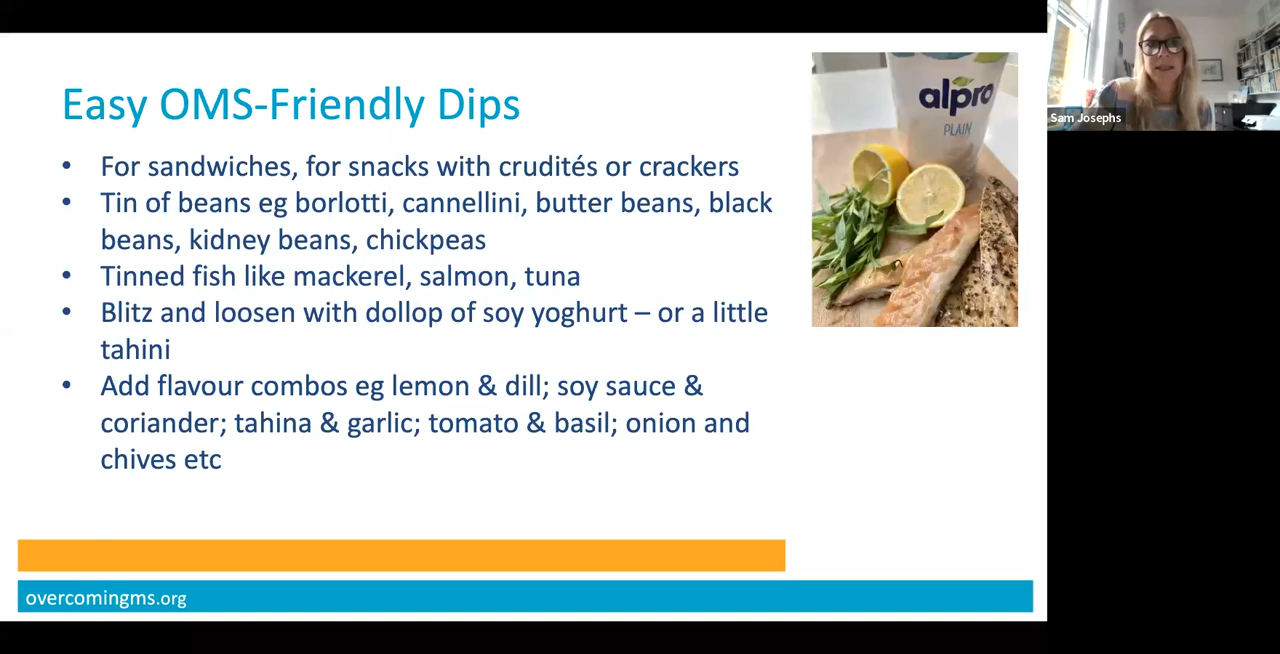 Easy OMS-Friendly Dips
• For sandwiches, for snacks with crudités or crackers
• Tin of beans eg borlotti, cannellini, butter beans, black
beans, kidney beans, chickpeas
• Tinned fish like mackerel, salmon, tuna
• Blitz and loosen with dollop of soy yoghurt – or a little
tahini
• Add flavour combos eg lemon & dill; soy sauce &
coriander; tahina & garlic; tomato & basil; onion and
chives etc
alpro
PLAIN
Sam Josephs
overcomingms.org